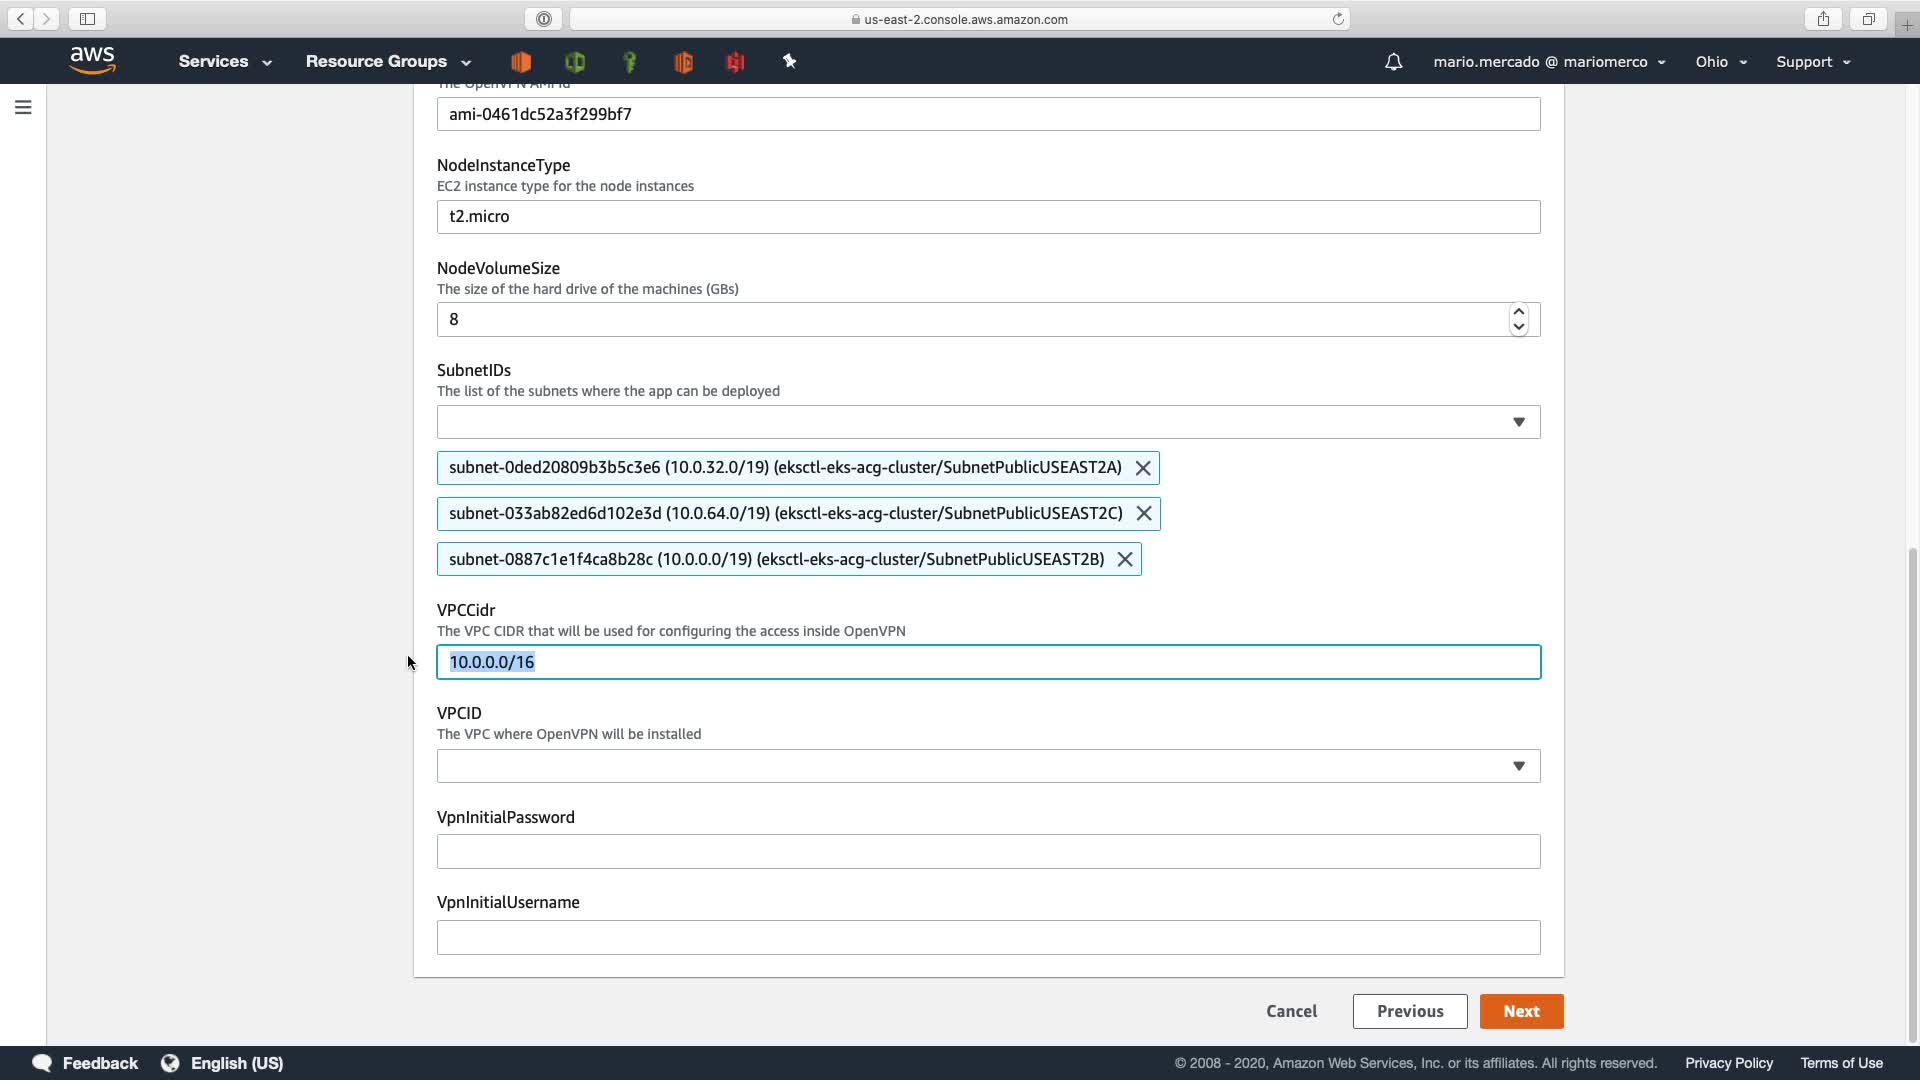 us-east-2.console.aws.amazon.com
aws
Services
Resource Groups
mario.mercado @ mariomerco
Ohio
Support
The OpenVPN AMI Id
ami-0461dc52a3f299bf7
NodeInstanceType
EC2 instance type for the node instances
t2.micro
NodeVolumeSize
The size of the hard drive of the machines (GBs)
8
SubnetIDs
The list of the subnets where the app can be deployed
subnet-0ded20809b3b5c3e6 (10.0.32.0/19) (eksctl-eks-acg-cluster/SubnetPublicUSEAST2A)
subnet-033ab82ed6d102e3d (10.0.64.0/19) (eksctl-eks-acg-cluster/SubnetPublicUSEAST2C)
subnet-0887c1e1f4ca8b28c (10.0.0.0/19) (eksctl-eks-acg-cluster/SubnetPublicUSEAST2B)
VPCCidr
The VPC CIDR that will be used for configuring the access inside OpenVPN
10.0.0.0/16
VPCID
The VPC where OpenVPN will be installed
VpnInitialPassword
VpnInitialUsername
Cancel
Previous
Next
Feedback
English (US)
© 2008 - 2020, Amazon Web Services, Inc. or its affiliates. All rights reserved.
Privacy Policy
Terms of Use